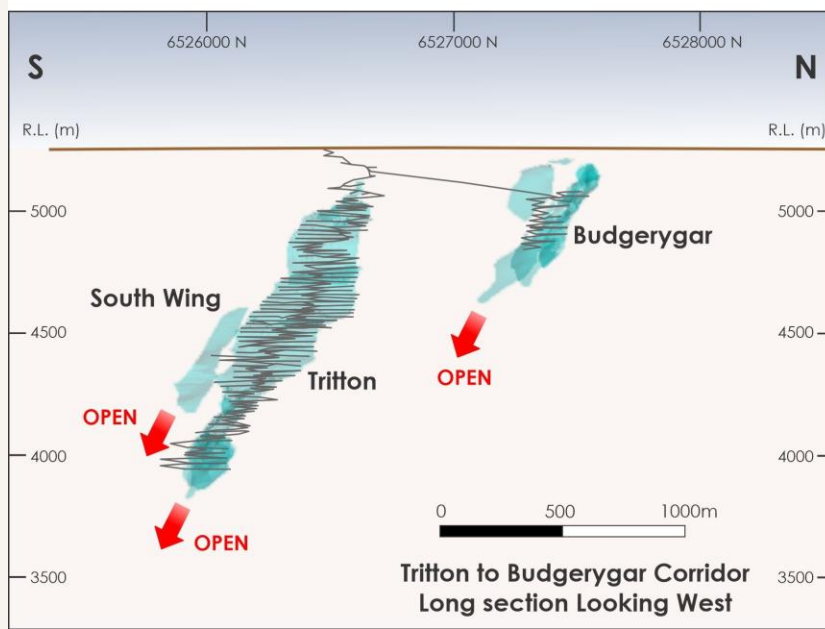 6526000 N
6527000 N
6528000 N
S
N
R.L. (m)
R.L. (m)
5000
5000
Budgerygar
South Wing
4500
4500
OPEN
Tritton
OPEN
4000
4000
0 500 1000m
OPEN
3500
3500
Tritton to Budgerygar Corridor
Long section Looking West